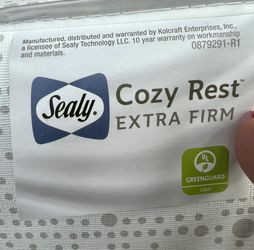 Manufactured, distributed and warranted by Kolcraft Enterprises, Inc.,
a licensee of Sealy Technology LLC. 10 year warranty on workmanship
and materials. 0879291-R1
Sealy.
Cozy Rest™
EXTRA FIRM
UL
GREENGUARD
GOLD